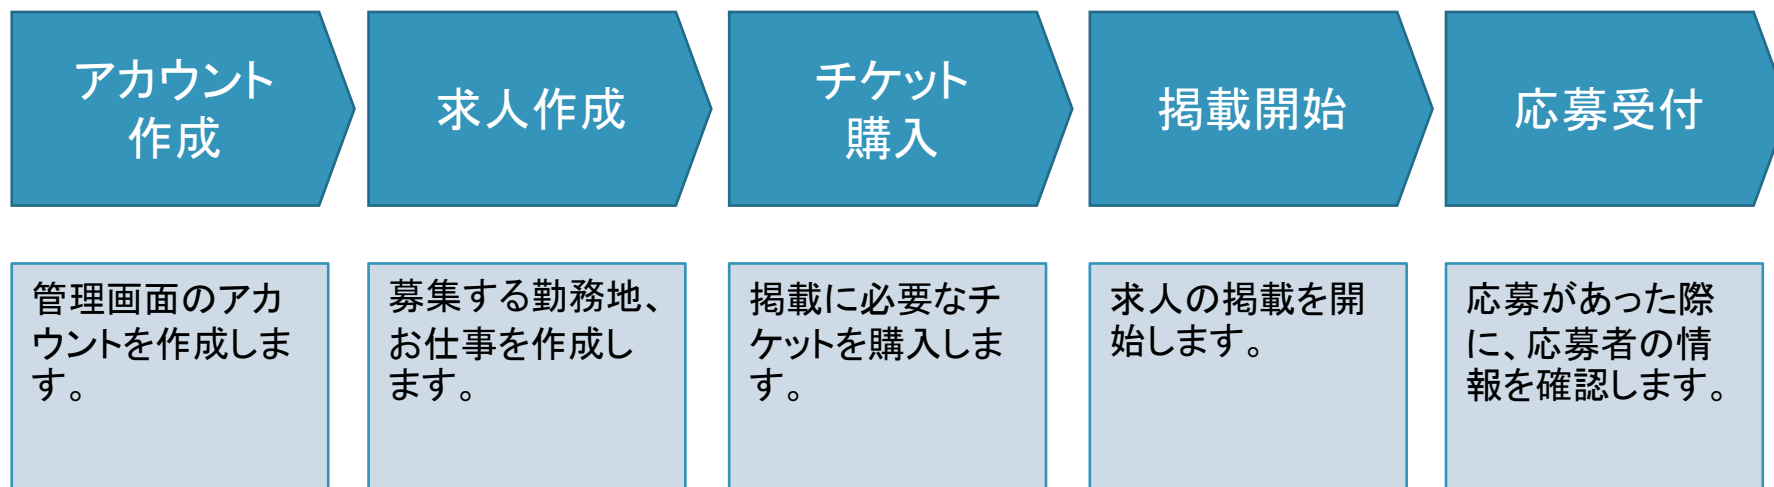 アカウント
作成
求人作成
チケット
購入
掲載開始
応募受付
管理画面のアカ
ウントを作成しま
す。
募集する勤務地、
お仕事を作成し
ます。
掲載に必要なチ
ケットを購入しま
す。
求人の掲載を開
始します。
応募があった際
に、応募者の情
報を確認します。